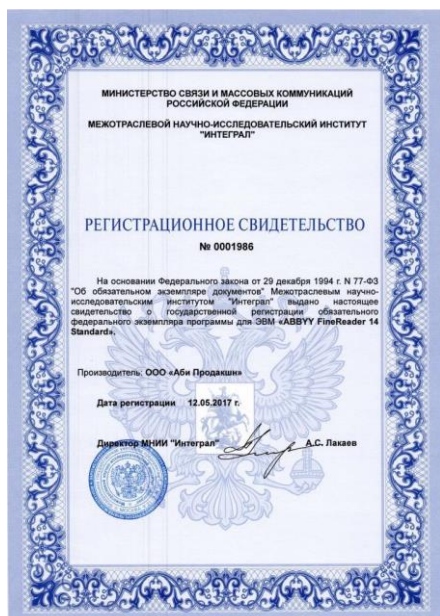 МИНИСТЕРСТВО СВЯЗИ И МАССОВЫХ КОММУНИКАЦИЙ
РОССИЙСКОЙ ФЕДЕРАЦИИ
МЕЖОТРАСЛЕВОЙ НАУЧНО-ИССЛЕДОВАТЕЛЬСКИЙ ИНСТИТУТ
"ИНТЕГРАЛ"
РЕГИСТРАЦИОННОЕ СВИДЕТЕЛЬСТВО
№ 0001986
На основании Федерального закона от 29 декабря 1994 г. N 77-ФЗ
"Об обязательном экземпляре документов" Межотраслевым научно-
исследовательским институтом "Интеграл" выдано настоящее
свидетельство о государственной регистрации обязательного
федерального экземпляра программы для ЭВМ «ABBYY FineReader 14
Standard».
Производитель: ООО «Аби Продакшн»
Дата регистрации 12.05.2017 г.
Директор МНИИ "Интеграл" А.С. Лакаев